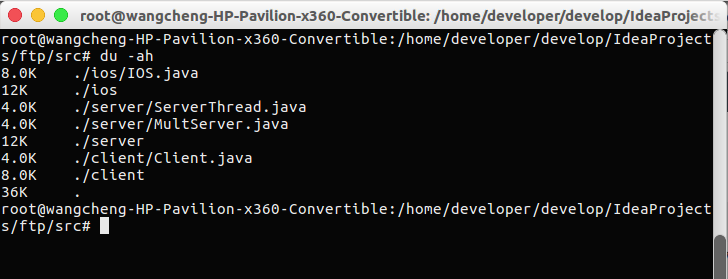 root@wangcheng-HP-Pavilion-x360-Convertible: /home/developer/develop/IdeaProjects
root@wangcheng-HP-Pavilion-x360-Convertible:/home/developer/develop/IdeaProject
s/ftp/src# du -ah
8.0K ./ios/IOS.java
12K ./ios
4.0K ./server/ServerThread.java
4.0K ./server/MultServer.java
12K ./server
4.0K ./client/Client.java
8.0K ./client
36K .
root@wangcheng-HP-Pavilion-x360-Convertible:/home/developer/develop/IdeaProject
s/ftp/src#